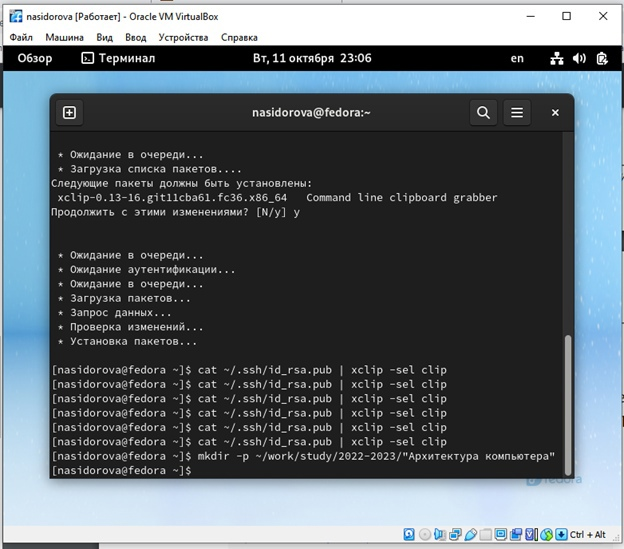 nasidorova [Работает] - Oracle VM VirtualBox
Файл Машина Вид Ввод Устройства Справка
Обзор Терминал Вт, 11 октября 23:06 en
nasidorova@fedora:~
* Ожидание в очереди...
* Загрузка списка пакетов....
Следующие пакеты должны быть установлены:
xclip-0.13-16.git11cba61.fc36.x86_64 Command line clipboard grabber
Продолжить с этими изменениями? [N/y] y
* Ожидание в очереди...
* Ожидание аутентификации...
* Ожидание в очереди...
* Загрузка пакетов...
* Запрос данных...
* Проверка изменений...
* Установка пакетов...
[nasidorova@fedora ~]$ cat ~/.ssh/id_rsa.pub | xclip -sel clip
[nasidorova@fedora ~]$ cat ~/.ssh/id_rsa.pub | xclip -sel clip
[nasidorova@fedora ~]$ cat ~/.ssh/id_rsa.pub | xclip -sel clip
[nasidorova@fedora ~]$ cat ~/.ssh/id_rsa.pub | xclip -sel clip
[nasidorova@fedora ~]$ cat ~/.ssh/id_rsa.pub | xclip -sel clip
[nasidorova@fedora ~]$ cat ~/.ssh/id_rsa.pub | xclip -sel clip
[nasidorova@fedora ~]$ mkdir -p ~/work/study/2022-2023/"Архитектура компьютера"
[nasidorova@fedora ~]$
fedora
Ctrl + Alt